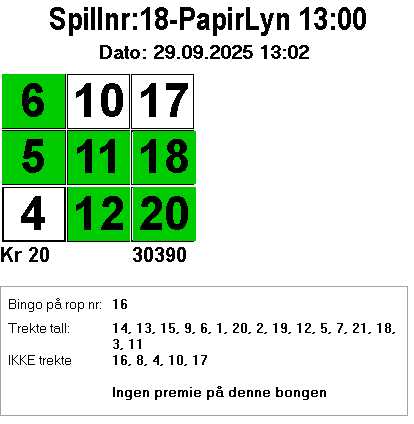 Spillnr:18-PapirLyn 13:00
Dato: 29.09.2025 13:02
6 10 17
5 11 18
4 12 20
Kr 20 30390
Bingo på rop nr: 16
Trekte tall: 14, 13, 15, 9, 6, 1, 20, 2, 19, 12, 5, 7, 21, 18,
3, 11
IKKE trekte 16, 8, 4, 10, 17
Ingen premie på denne bongen